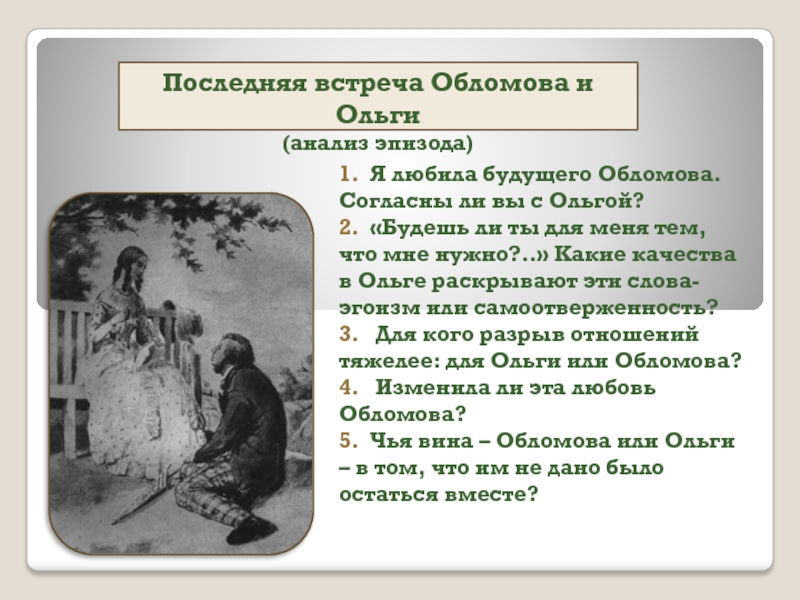 Последняя встреча Обломова и
Ольги
(анализ эпизода)
1. Я любила будущего Обломова.
Согласны ли вы с Ольгой?
2. «Будешь ли ты для меня тем,
что мне нужно?..» Какие качества
в Ольге раскрывают эти слова-
эгоизм или самоотверженность?
3. Для кого разрыв отношений
тяжелее: для Ольги или Обломова?
4. Изменила ли эта любовь
Обломова?
5. Чья вина – Обломова или Ольги
– в том, что им не дано было
остаться вместе?